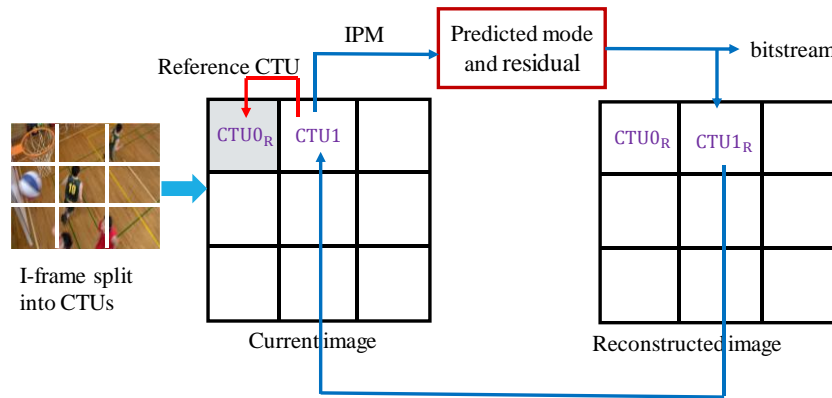 IPM
Predicted mode
and residual
bitstream
Reference CTU
CTU0R
CTU1
CTU0R
CTU1R
10
I-frame split
into CTUs
Current image
Reconstructed image